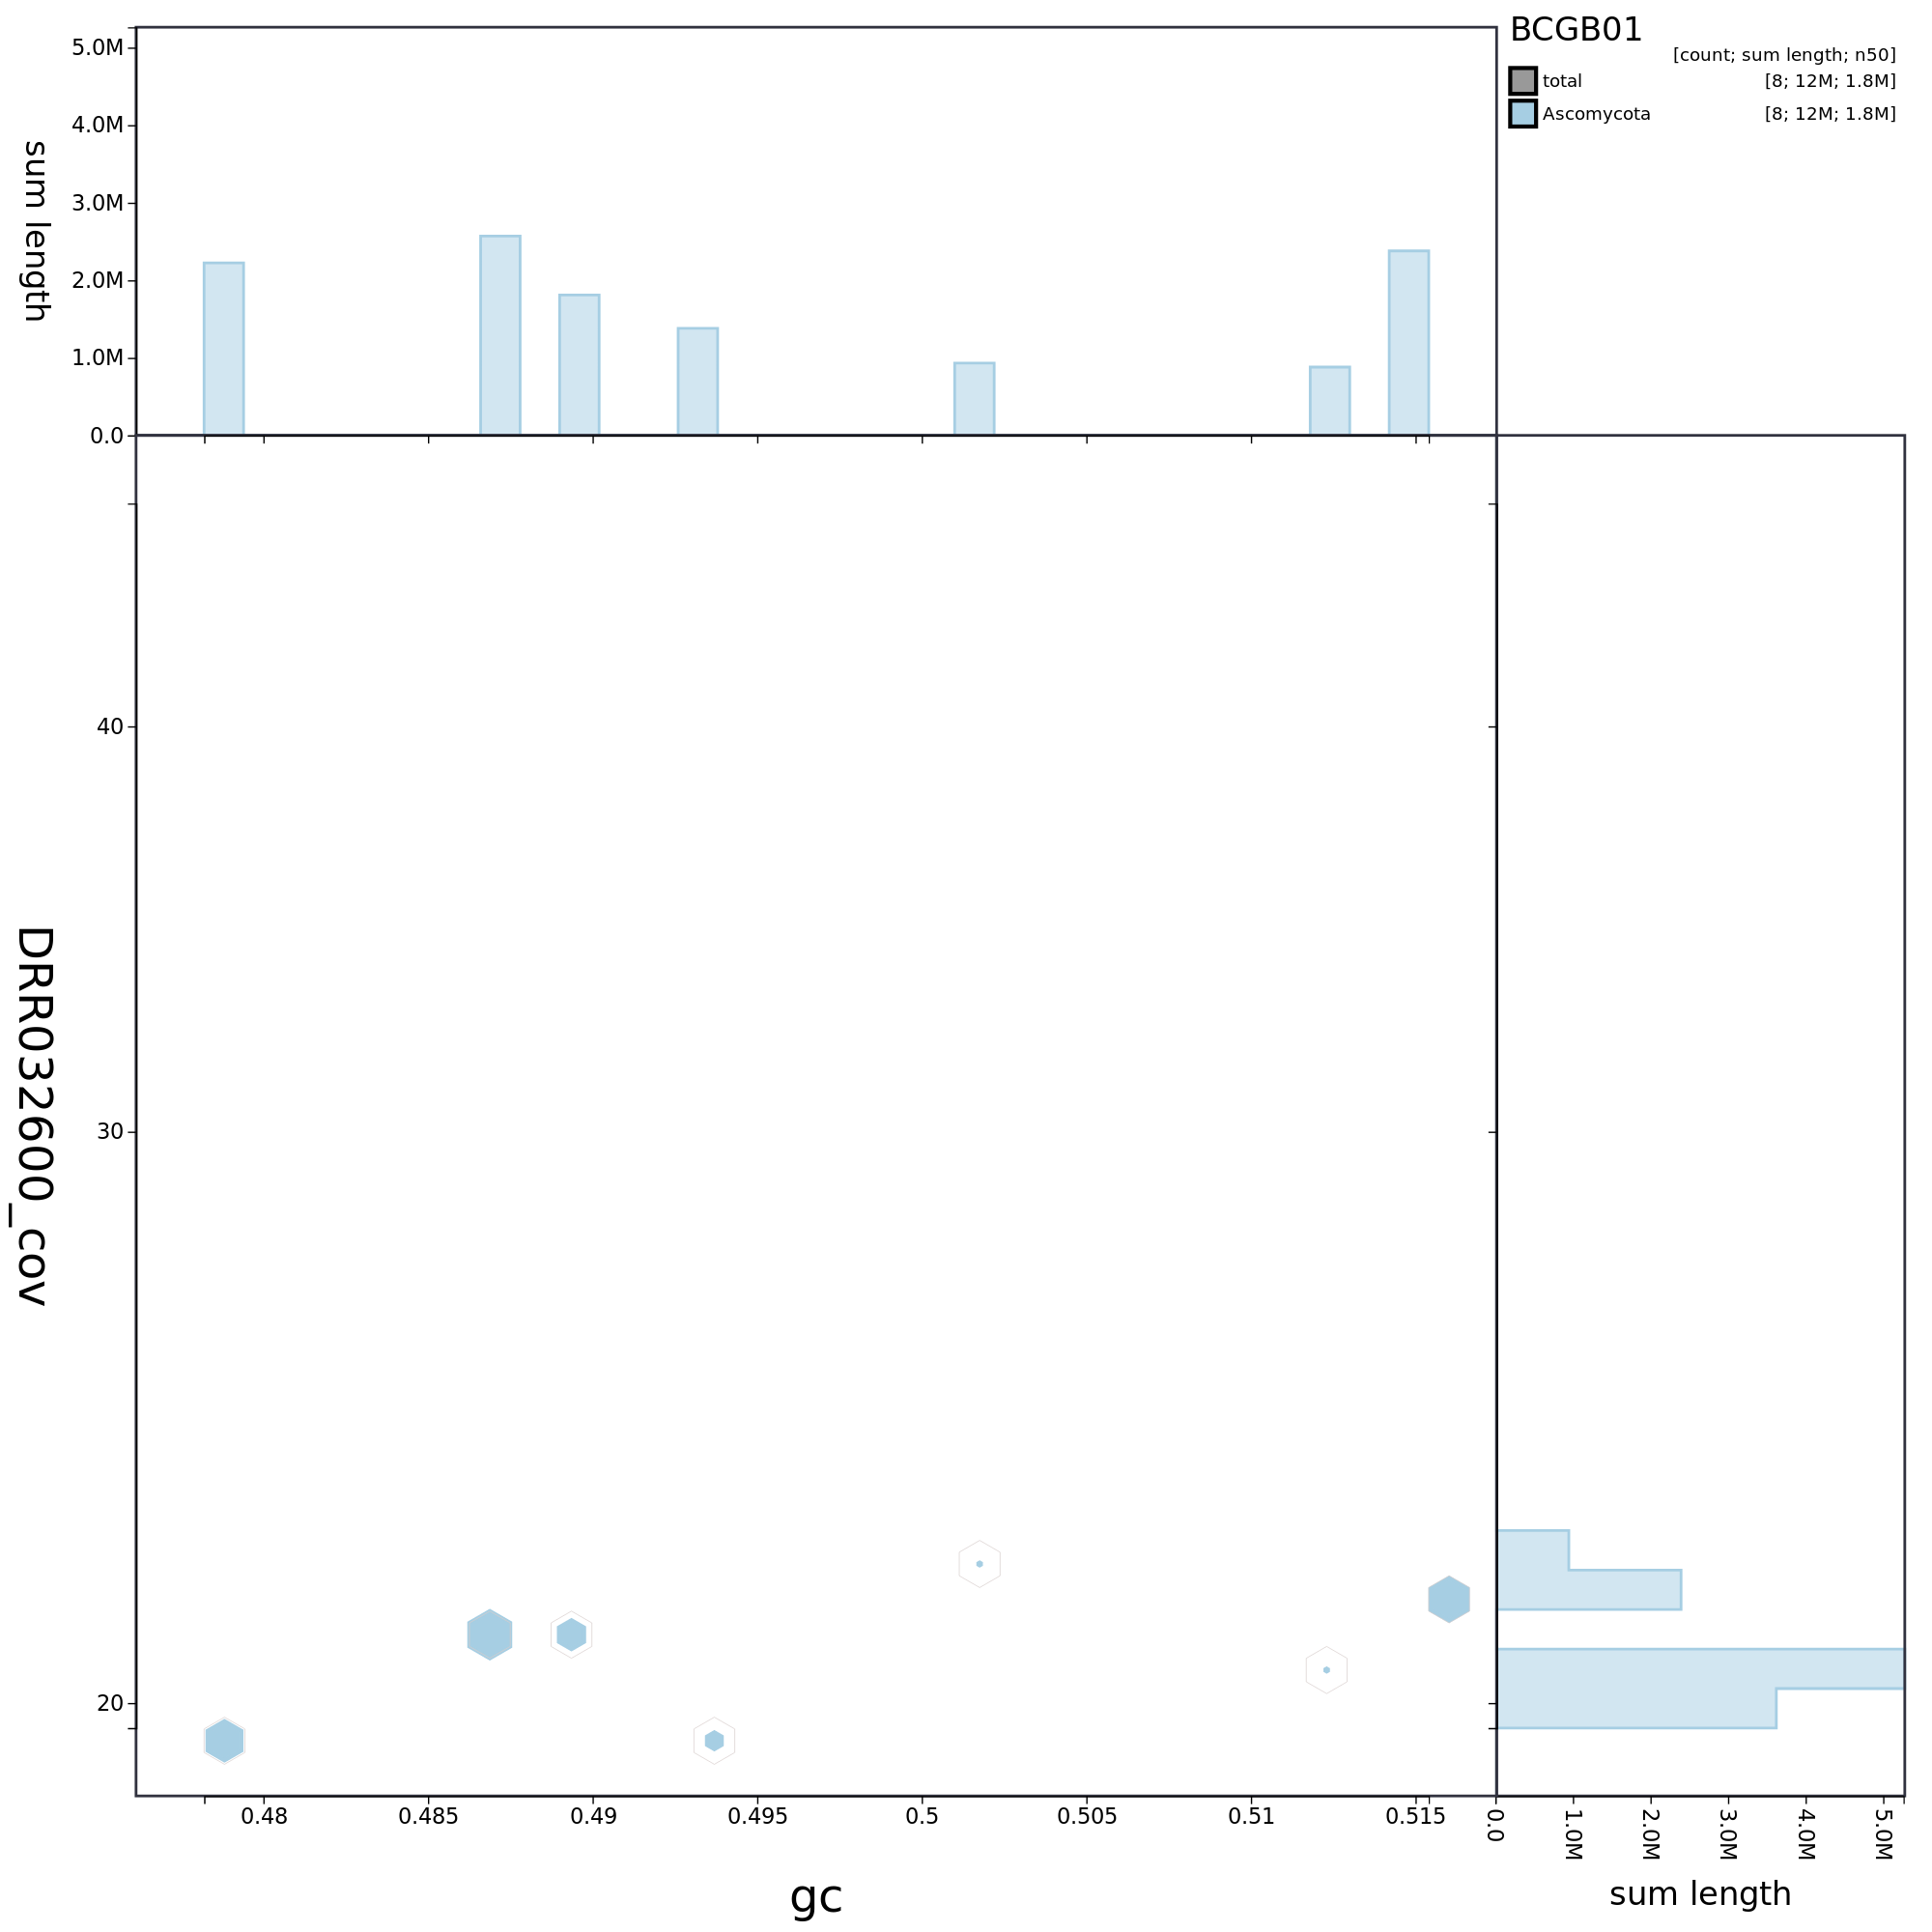 BCGB01
[count; sum length; n50]
total [8; 12M; 1.8M]
Ascomycota [8; 12M; 1.8M]
sum length
5.0M
4.0M
3.0M
2.0M
1.0M
0.0
DRR032600_cov
40
30
20
0.48 0.485 0.49 0.495 0.5 0.505 0.51 0.515
gc
0.0 1.0M 2.0M 3.0M 4.0M 5.0M
sum length